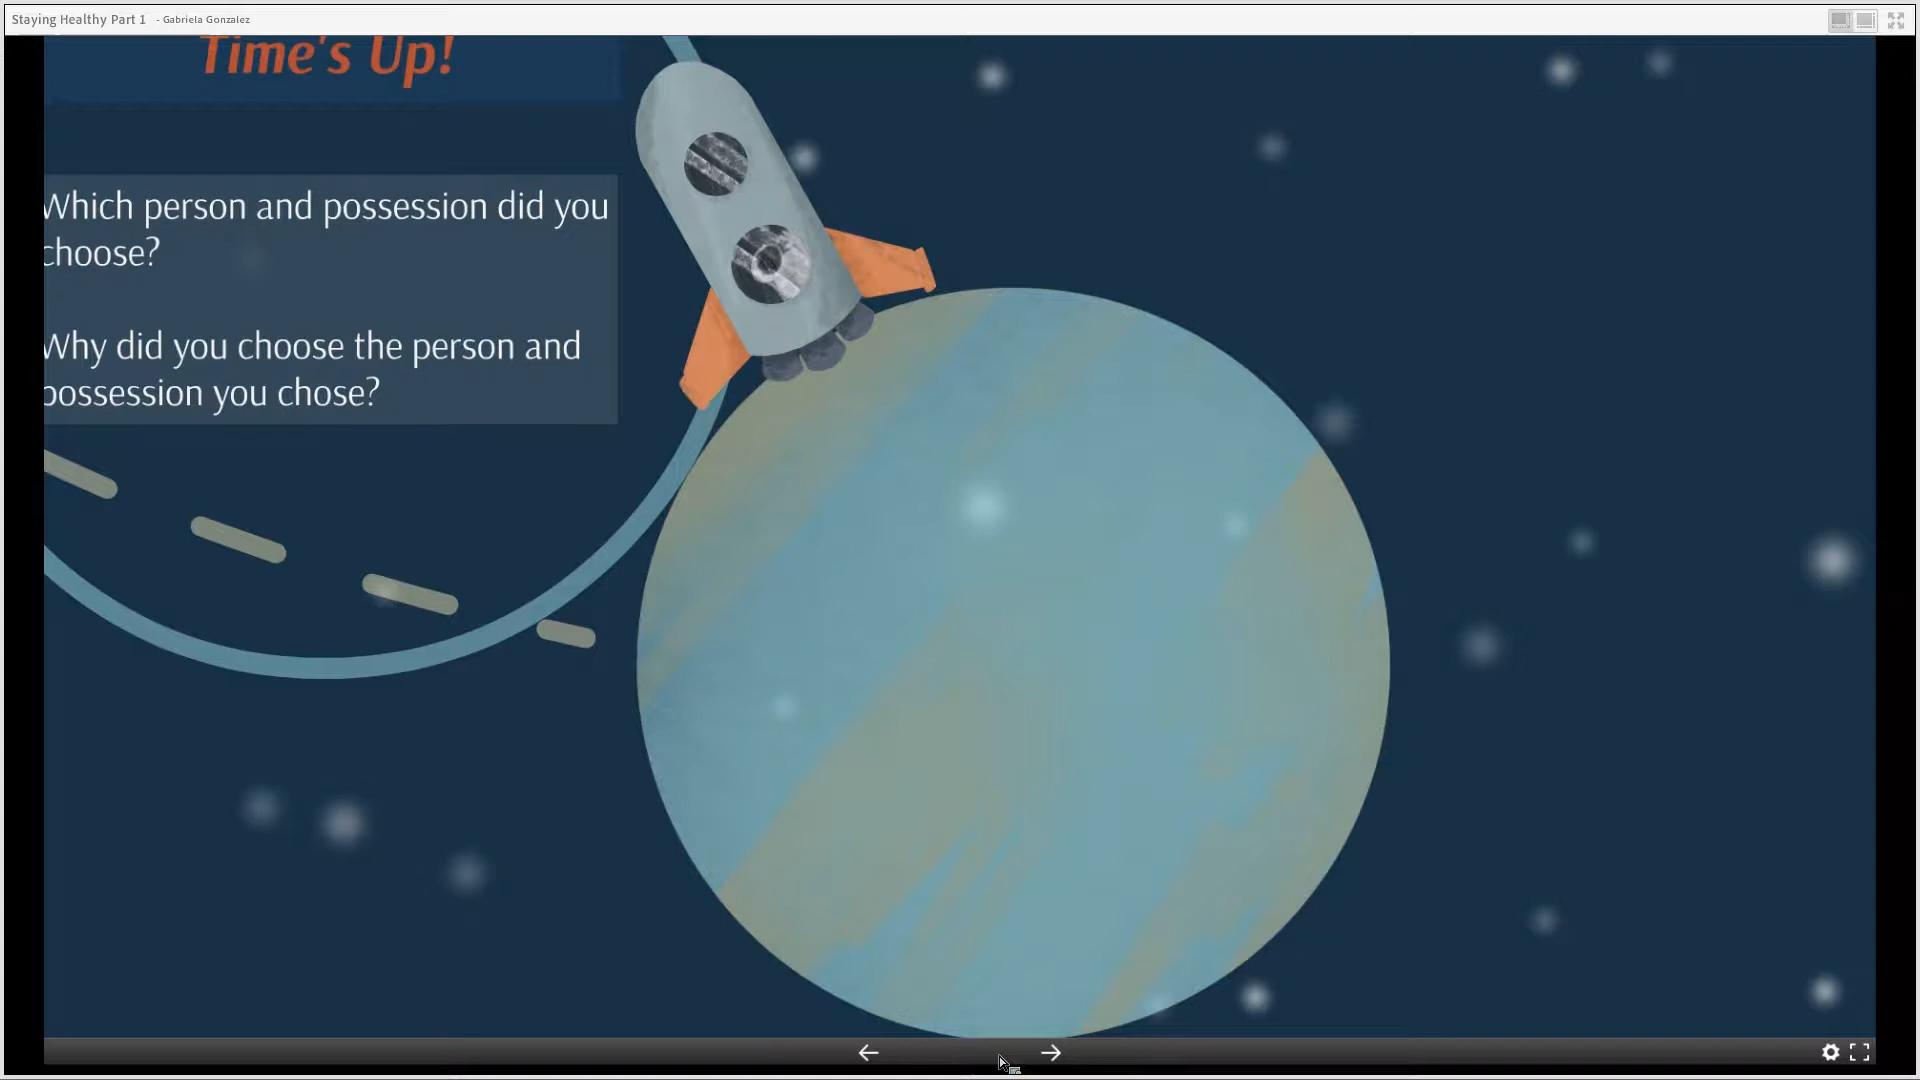 Staying Healthy Part 1 - Gabriela Gonzalez
Time's Up!
Which person and possession did you
choose?
Why did you choose the person and
possession you chose?